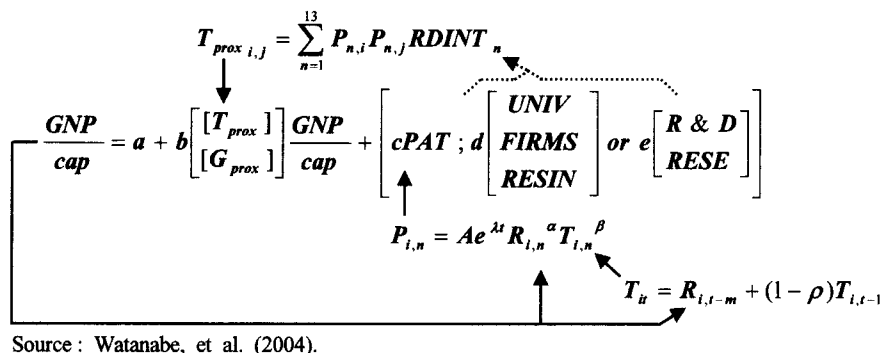 T_prox i,j = ∑_{n=1}^{13} P_n,i P_n,j RDINT_n
GNP/cap = a + b[[T_prox] [G_prox]] GNP/cap + [cPAT ; d[UNIV FIRMS RESIN] or e[R & D RESE]]
P_i,n = Ae^λt R_i,n^α T_i,n^β
T_it = R_i,t-m + (1 - ρ)T_i,t-1
Source : Watanabe, et al. (2004).